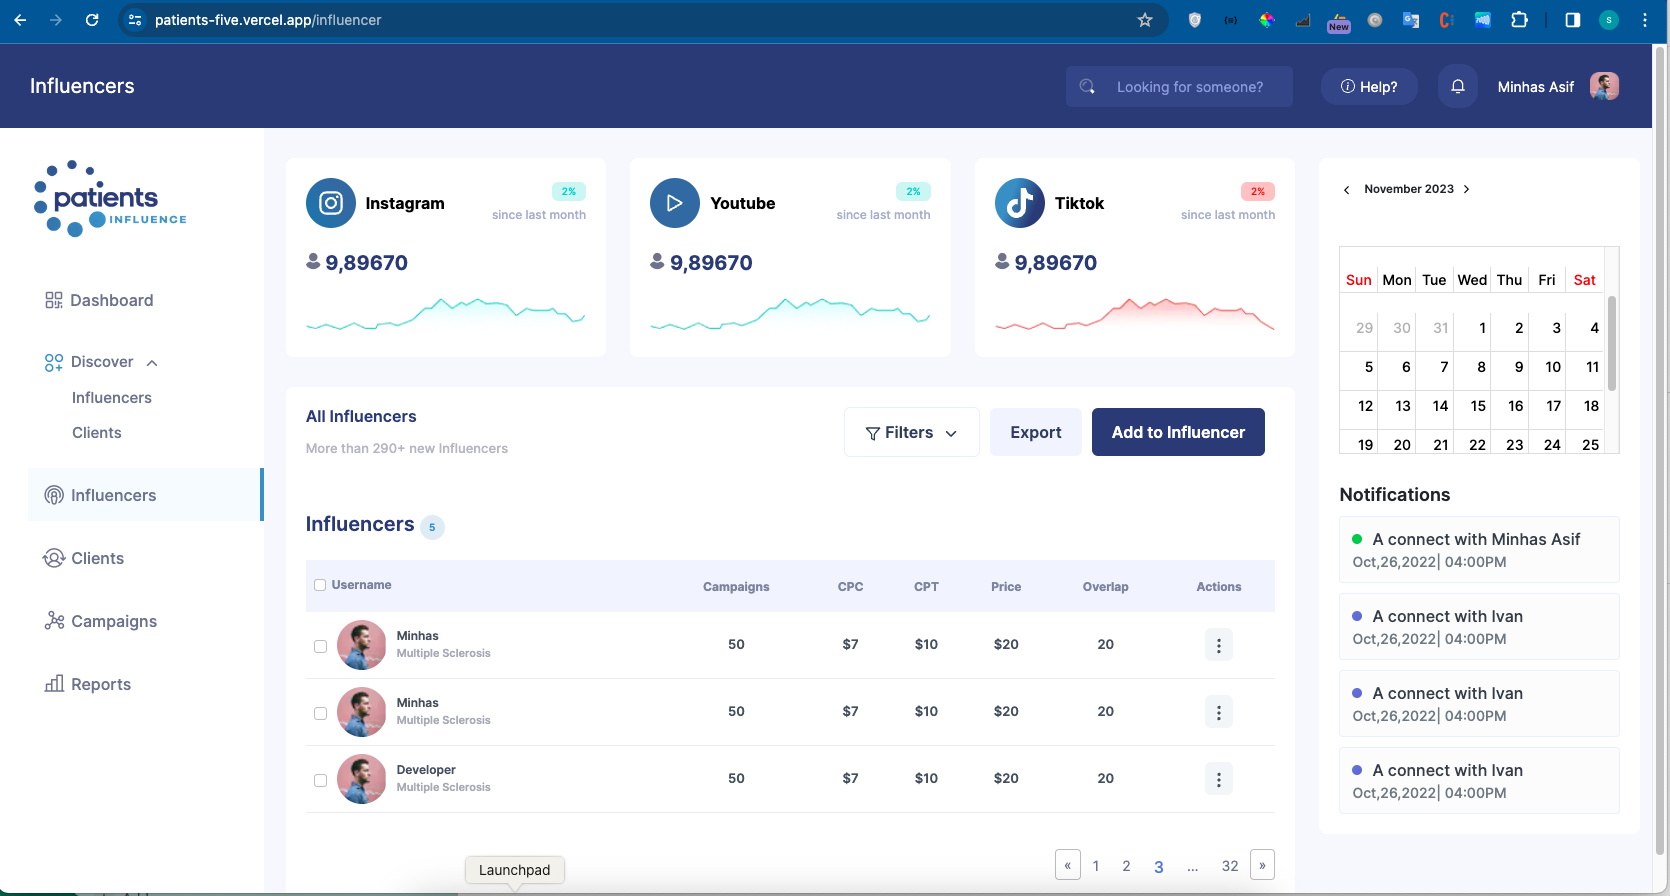 patients-five.vercel.app/influencer
New
S
Influencers
Looking for someone?
Help?
Minhas Asif
patients
INFLUENCE
Dashboard
Discover
Influencers
Clients
Influencers
Clients
Campaigns
Reports
Instagram
2%
since last month
9,89670
Youtube
2%
since last month
9,89670
Tiktok
2%
since last month
9,89670
All Influencers
More than 290+ new Influencers
Filters
Export
Add to Influencer
Influencers 5
Username Campaigns CPC CPT Price Overlap Actions
Minhas
Multiple Sclerosis
50 $7 $10 $20 20
Minhas
Multiple Sclerosis
50 $7 $10 $20 20
Developer
Multiple Sclerosis
50 $7 $10 $20 20
« 1 2 3 ... 32 »
November 2023
Sun Mon Tue Wed Thu Fri Sat
29 30 31 1 2 3 4
5 6 7 8 9 10 11
12 13 14 15 16 17 18
19 20 21 22 23 24 25
Notifications
A connect with Minhas Asif
Oct,26,2022| 04:00PM
A connect with Ivan
Oct,26,2022| 04:00PM
A connect with Ivan
Oct,26,2022| 04:00PM
A connect with Ivan
Oct,26,2022| 04:00PM
Launchpad